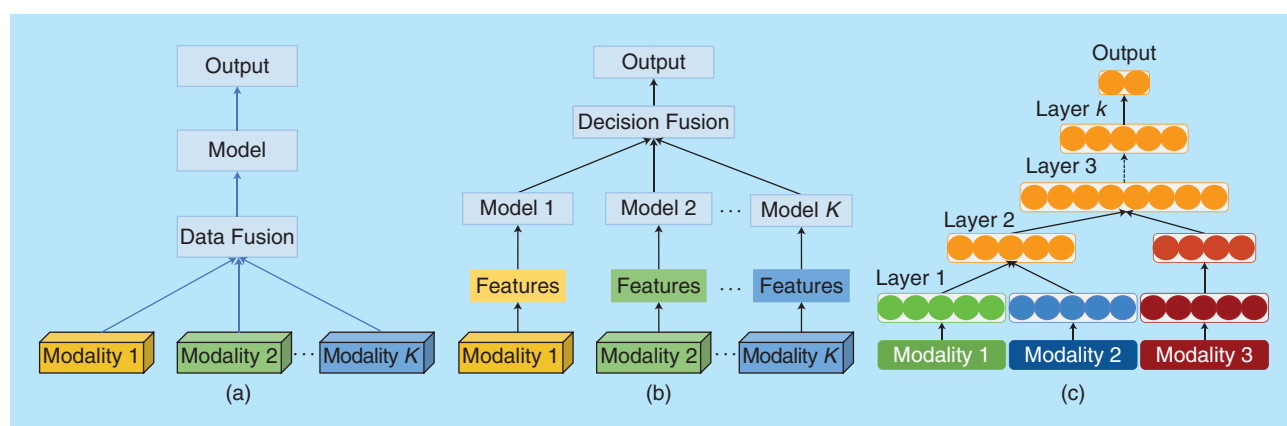 Output
Model
Data Fusion
Modality 1
Modality 2
...
Modality K
(a)
Output
Decision Fusion
Model 1
Model 2
...
Model K
Features
Features
...
Features
Modality 1
Modality 2
...
Modality K
(b)
Output
Layer k
Layer 3
Layer 2
Layer 1
Modality 1
Modality 2
Modality 3
(c)